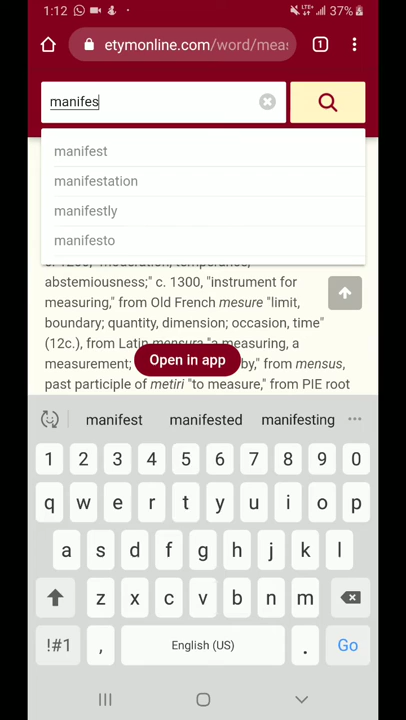 1:12 LTE+ 37%
etymonline.com/word/meas 1
manifes
manifest
manifestation
manifestly
manifesto
abstemiousness;" c. 1300, "instrument for
measuring," from Old French mesure "limit,
boundary; quantity, dimension; occasion, time"
(12c.), from Latin mensura "a measuring, a
measurement; by," from mensus,
Open in app
past participle of metiri "to measure," from PIE root
manifest manifested manifesting
1 2 3 4 5 6 7 8 9 0
q w e r t y u i o p
a s d f g h j k l
z x c v b n m
!#1 , English (US) . Go